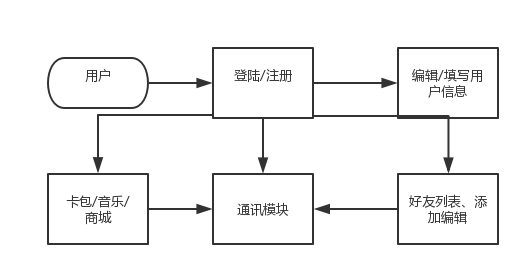 用户
登陆/注册
编辑/填写用
户信息
卡包/音乐/
商城
通讯模块
好友列表、添
加编辑